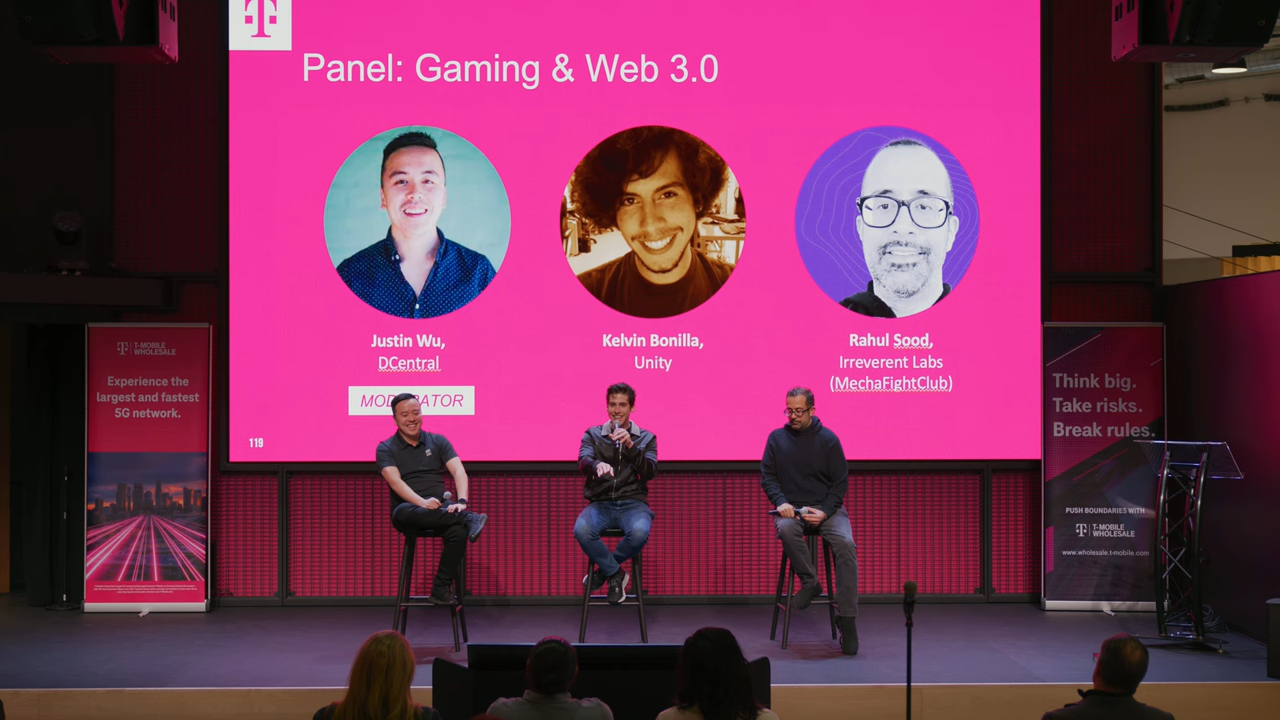 T
Panel: Gaming & Web 3.0
Justin Wu,
DCentral
Kelvin Bonilla,
Unity
Rahul Sood,
Irreverent Labs
(MechaFightClub)
119
T T-MOBILE
WHOLESALE
Experience the
largest and fastest
5G network.
Think big.
Take risks.
Break rules.
PUSH BOUNDARIES WITH
T T-MOBILE
WHOLESALE
www.wholesale.t-mobile.com